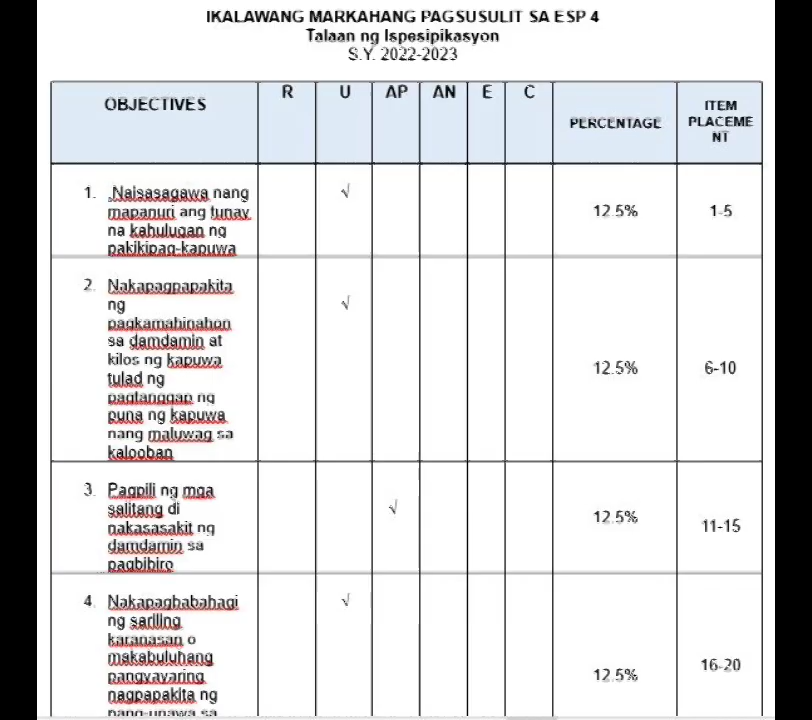 IKALAWANG MARKAHANG PAGSUSULIT SA ESP 4
Talaan ng Ispesipikasyon
S.Y. 2022-2023
OBJECTIVES
R
U
AP
AN
E
C
PERCENTAGE
ITEM
PLACEME
NT
1. Naisasagawa nang
mapanuri ang tunay
na kahulugan ng
pakikipag-kapuwa
√
12.5%
1-5
2. Nakapagpapakita
ng
pagkamahinahon
sa damdamin at
kilos ng kapuwa
tulad ng
pagtanggap ng
puna ng kapuwa
nang maluwag sa
kalooban
√
12.5%
6-10
3. Pagpili ng mga
salitang di
nakasasakit ng
damdamin sa
pagbibiro
√
12.5%
11-15
4. Nakapagbabahagi
ng sariling
karanasan o
makabuluhang
pangyayaring
nagpapakita ng
pang-unawa sa
√
12.5%
16-20